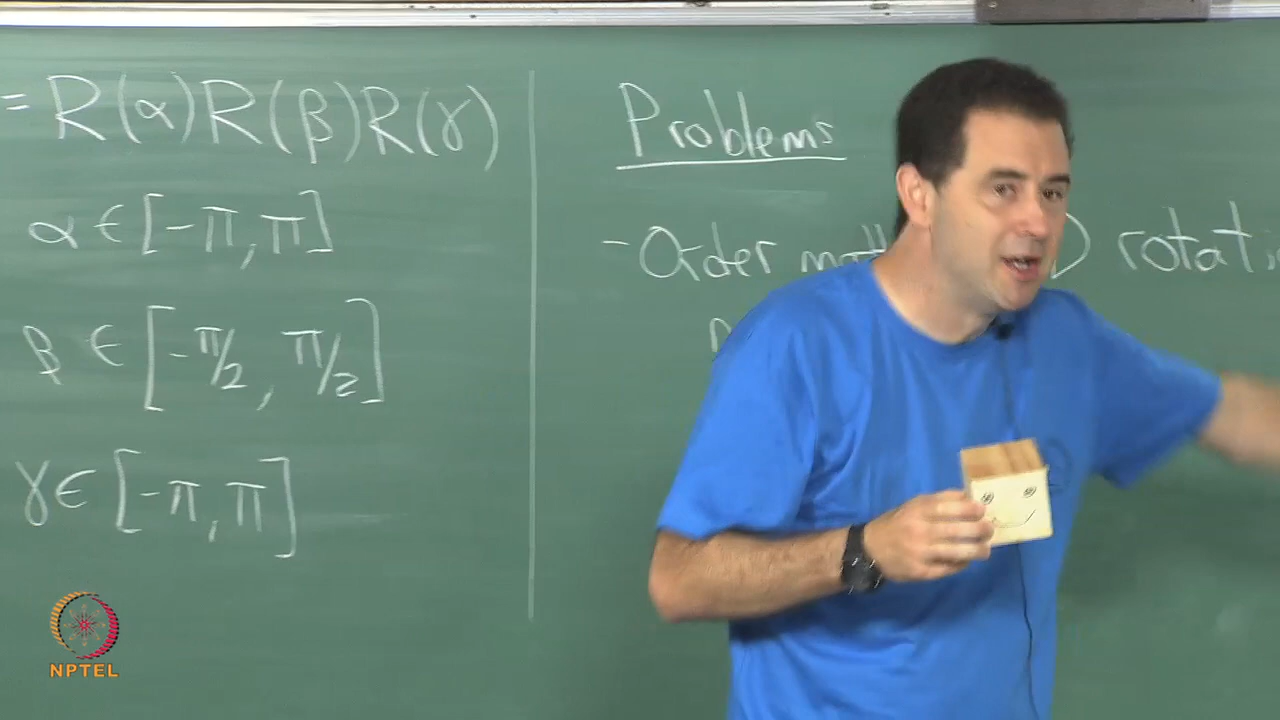 = R(α)R(β)R(γ)
α ∈ [-π, π]
β ∈ [-π/2, π/2]
γ ∈ [-π, π]
Problems
- Order
D rotati
NPTEL